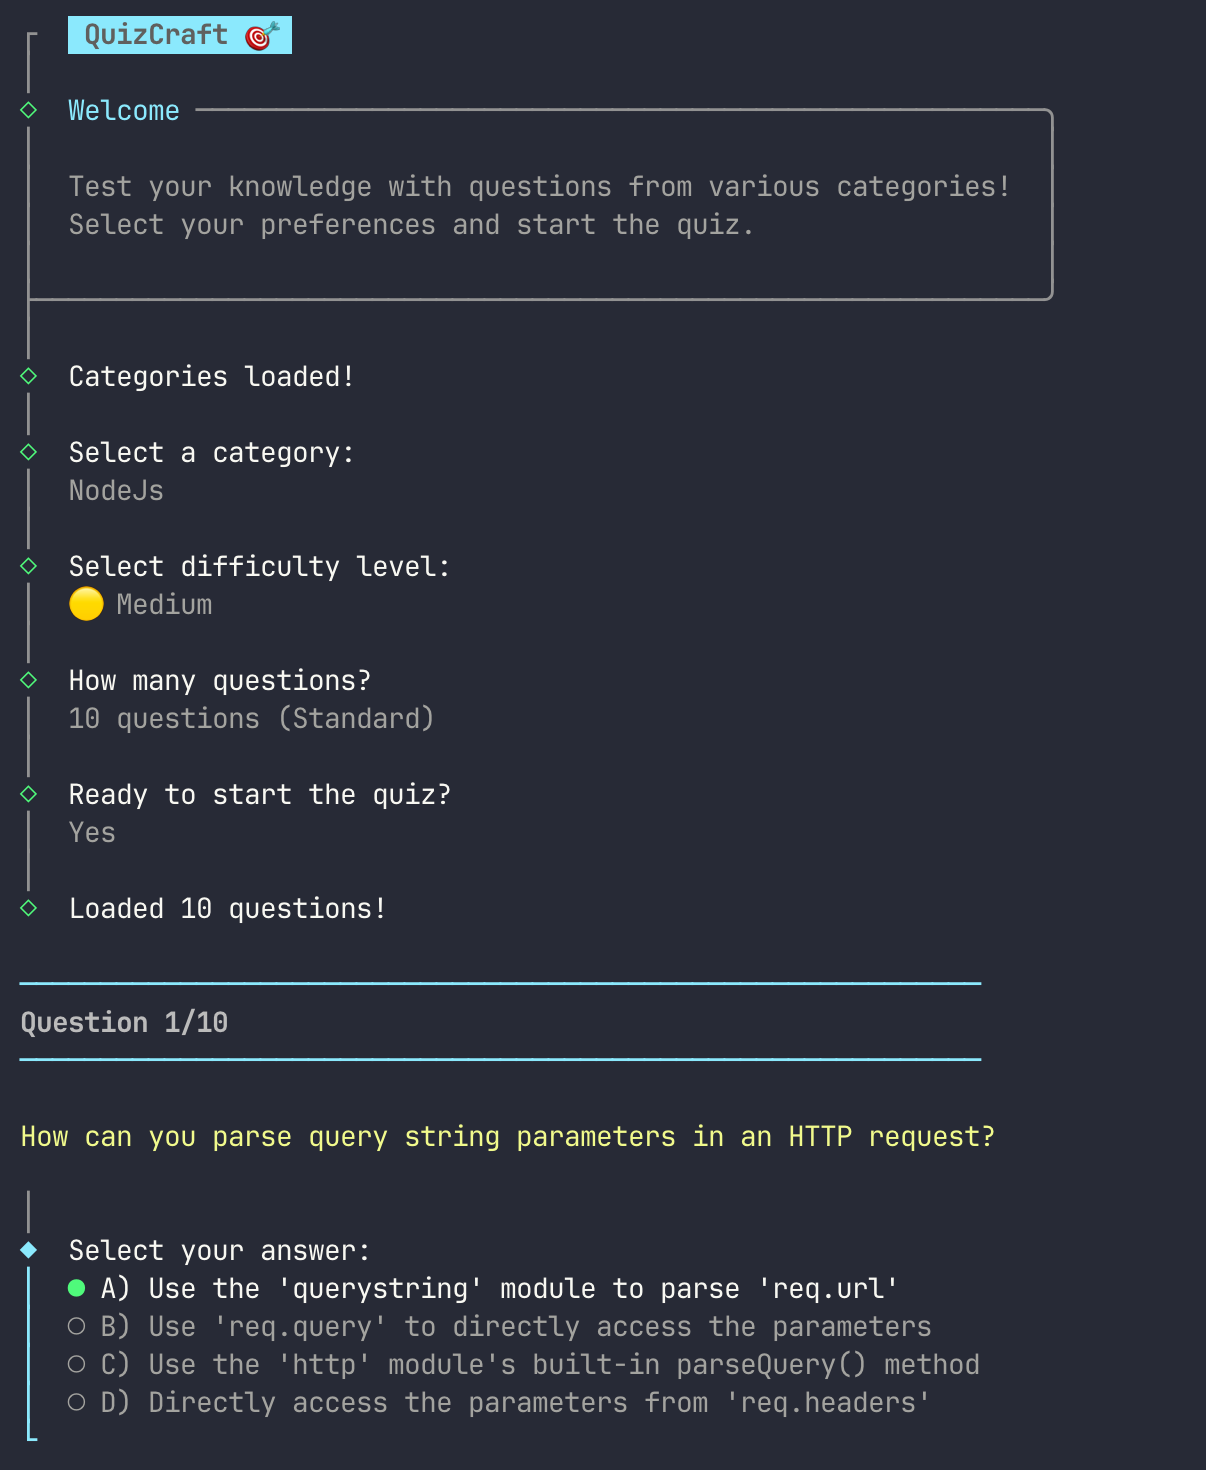 QuizCraft 🎯
Welcome
Test your knowledge with questions from various categories!
Select your preferences and start the quiz.
Categories loaded!
Select a category:
NodeJs
Select difficulty level:
🟡 Medium
How many questions?
10 questions (Standard)
Ready to start the quiz?
Yes
Loaded 10 questions!
Question 1/10
How can you parse query string parameters in an HTTP request?
Select your answer:
● A) Use the 'querystring' module to parse 'req.url'
○ B) Use 'req.query' to directly access the parameters
○ C) Use the 'http' module's built-in parseQuery() method
○ D) Directly access the parameters from 'req.headers'